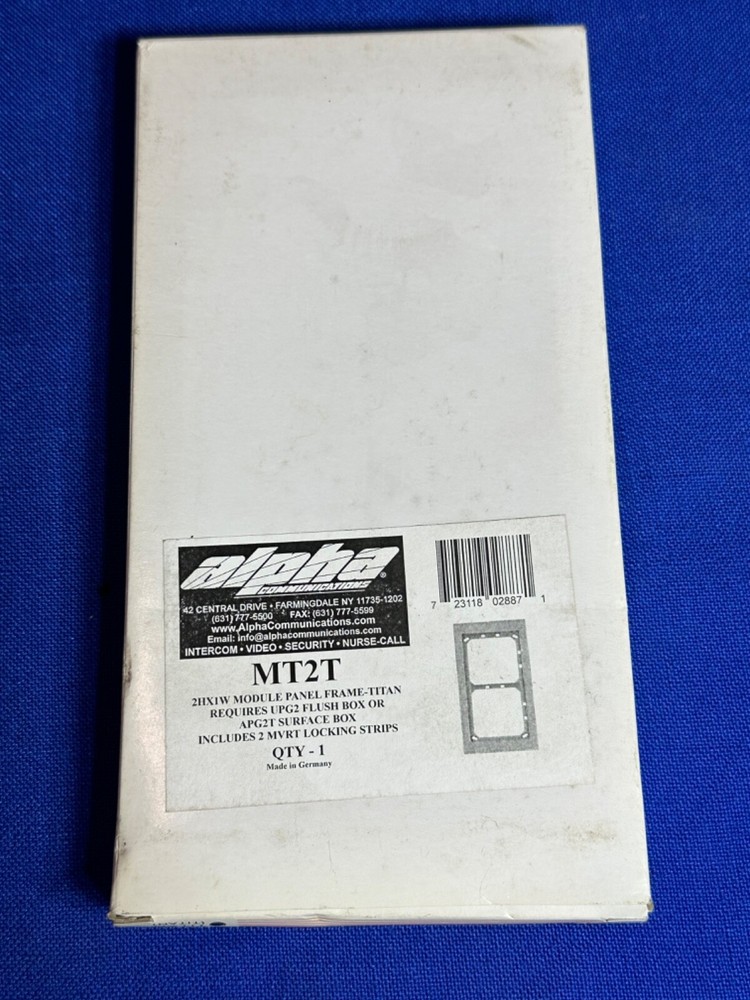 alpha®
COMMUNICATIONS
42 CENTRAL DRIVE • FARMINGDALE NY 11735-1202
(631) 777-5500 FAX: (631) 777-5599
www.AlphaCommunications.com
Email: info@alphacommunications.com
INTERCOM • VIDEO • SECURITY • NURSE-CALL
7 23118 02887 1
MT2T
2HX1W MODULE PANEL FRAME-TITAN
REQUIRES UPG2 FLUSH BOX OR
APG2T SURFACE BOX
INCLUDES 2 MVRT LOCKING STRIPS
QTY - 1
Made in Germany